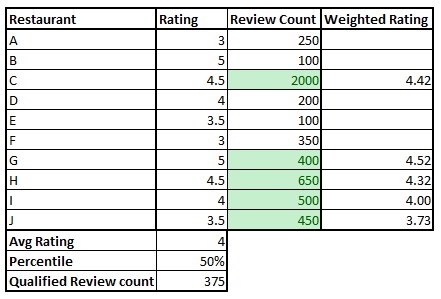 Restaurant Rating Review Count Weighted Rating
A 3 250
B 5 100
C 4.5 2000 4.42
D 4 200
E 3.5 100
F 3 350
G 5 400 4.52
H 4.5 650 4.32
I 4 500 4.00
J 3.5 450 3.73
Avg Rating 4
Percentile 50%
Qualified Review count 375